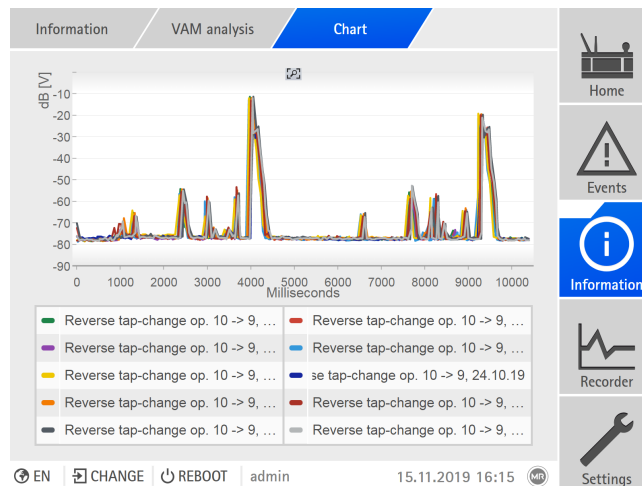 Information
VAM analysis
Chart
Home
Events
Information
Recorder
Settings
dB [V]
-10
-20
-30
-40
-50
-60
-70
-80
-90
0 1000 2000 3000 4000 5000 6000 7000 8000 9000 10000
Milliseconds
Reverse tap-change op. 10 -> 9, ... Reverse tap-change op. 10 -> 9, ...
Reverse tap-change op. 10 -> 9, ... Reverse tap-change op. 10 -> 9, ...
Reverse tap-change op. 10 -> 9, ... se tap-change op. 10 -> 9, 24.10.19
Reverse tap-change op. 10 -> 9, ... Reverse tap-change op. 10 -> 9, ...
Reverse tap-change op. 10 -> 9, ... Reverse tap-change op. 10 -> 9, ...
EN CHANGE REBOOT admin 15.11.2019 16:15 MR